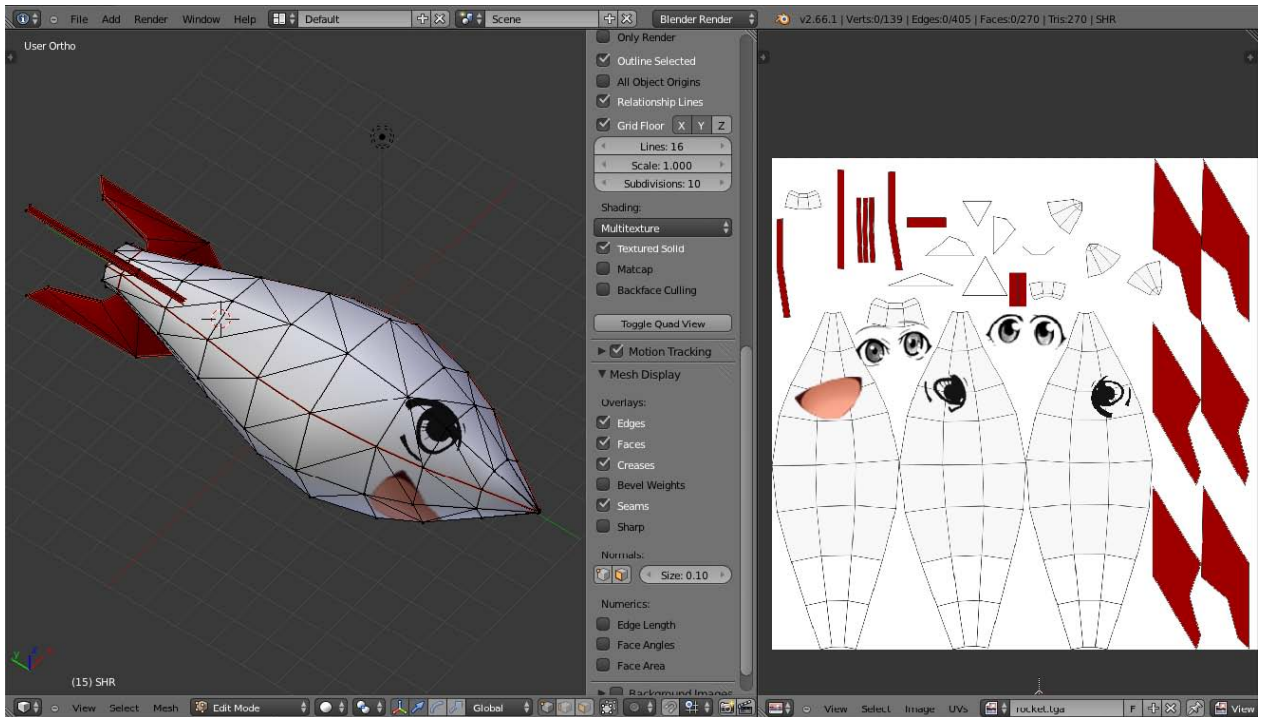 File Add Render Window Help Default Scene Blender Render v2.66.1 | Verts:0/139 | Edges:0/405 | Faces:0/270 | Tris:270 | SHR
User Ortho
Only Render
Outline Selected
All Object Origins
Relationship Lines
Grid Floor X Y Z
Lines: 16
Scale: 1.000
Subdivisions: 10
Shading:
Multitexture
Textured Solid
Matcap
Backface Culling
Toggle Quad View
Motion Tracking
Mesh Display
Overlays:
Edges
Faces
Creases
Bevel Weights
Seams
Sharp
Normals:
Size: 0.10
Numerics:
Edge Length
Face Angles
Face Area
Background Images
y z
(15) SHR
View Select Mesh Edit Mode Global View Select Image UVs rocket.tga F View